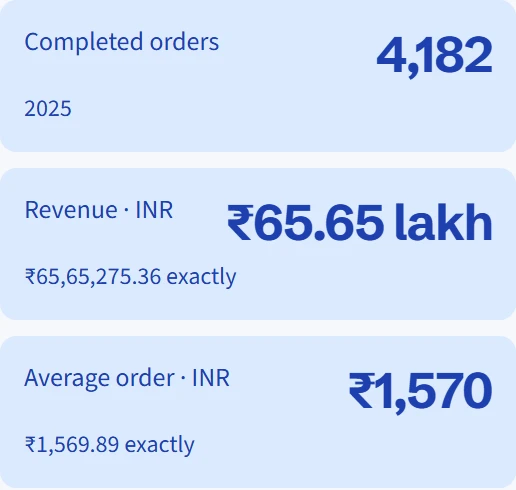 Completed orders
4,182
2025
Revenue · INR
₹65.65 lakh
₹65,65,275.36 exactly
Average order · INR
₹1,570
₹1,569.89 exactly